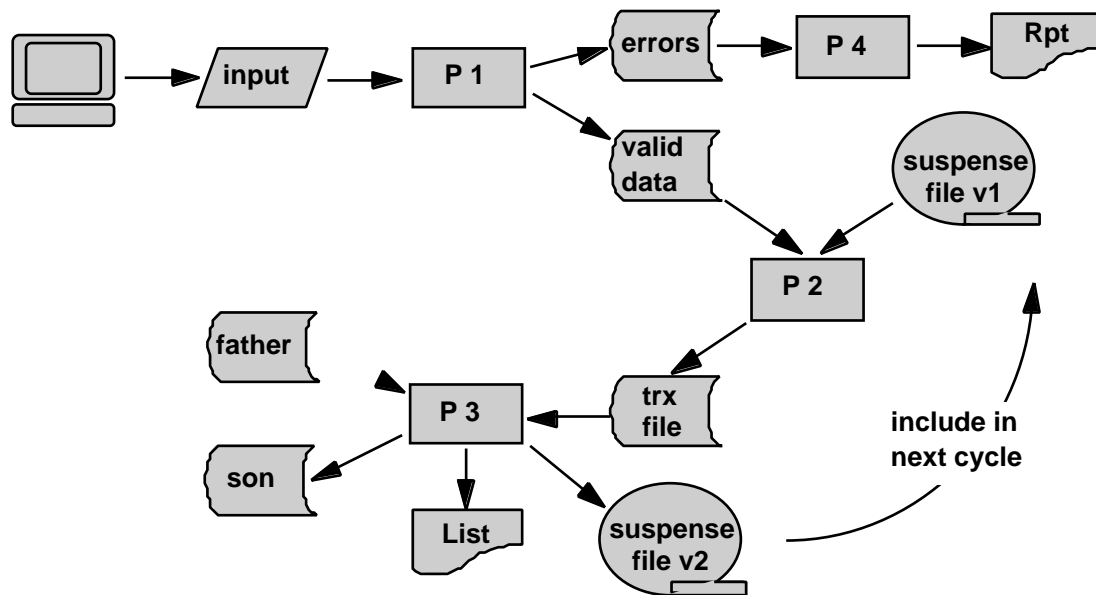 input
P 1
errors
P 4
Rpt
valid
data
suspense
file v1
P 2
father
P 3
trx
file
include in
next cycle
son
List
suspense
file v2